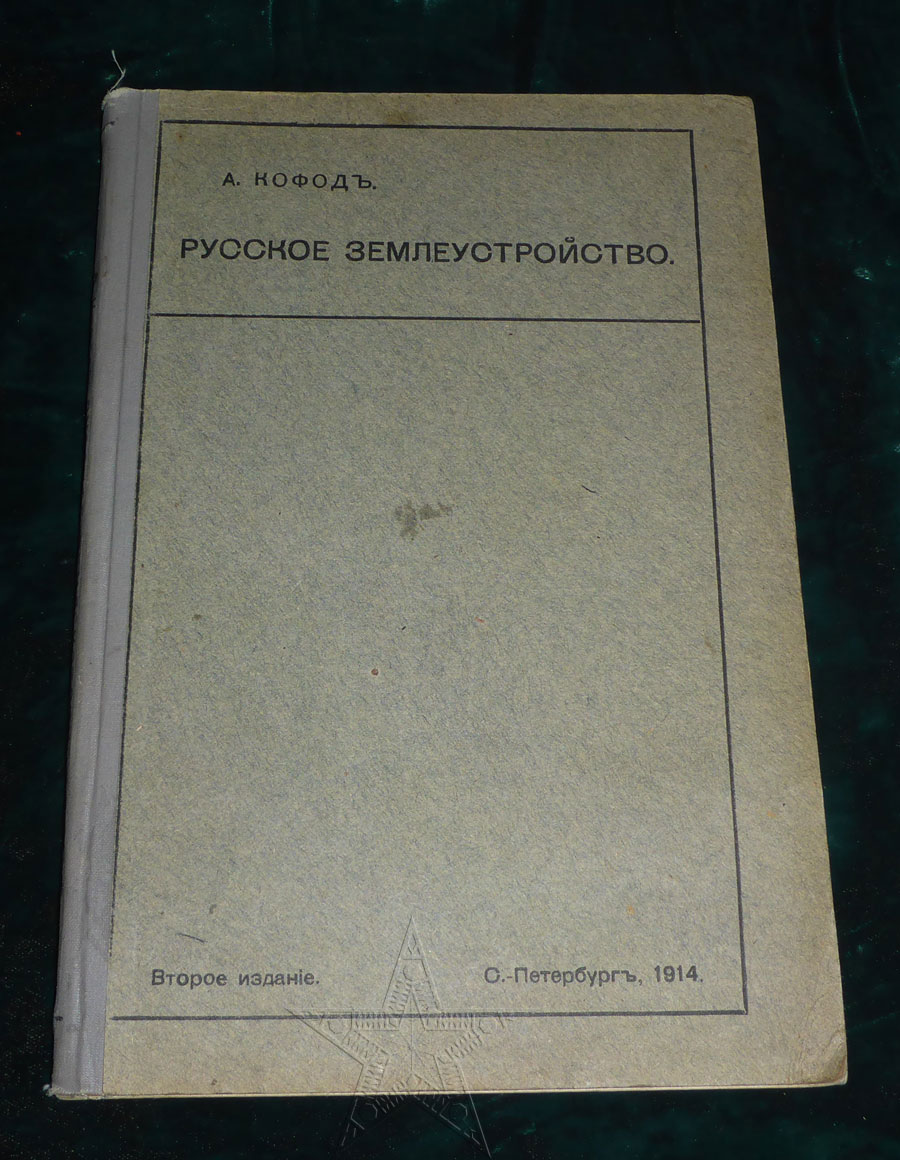 А. КОФОДЪ.
РУССКОЕ ЗЕМЛЕУСТРОЙСТВО.
Второе изданіе. С.-Петербургъ, 1914.